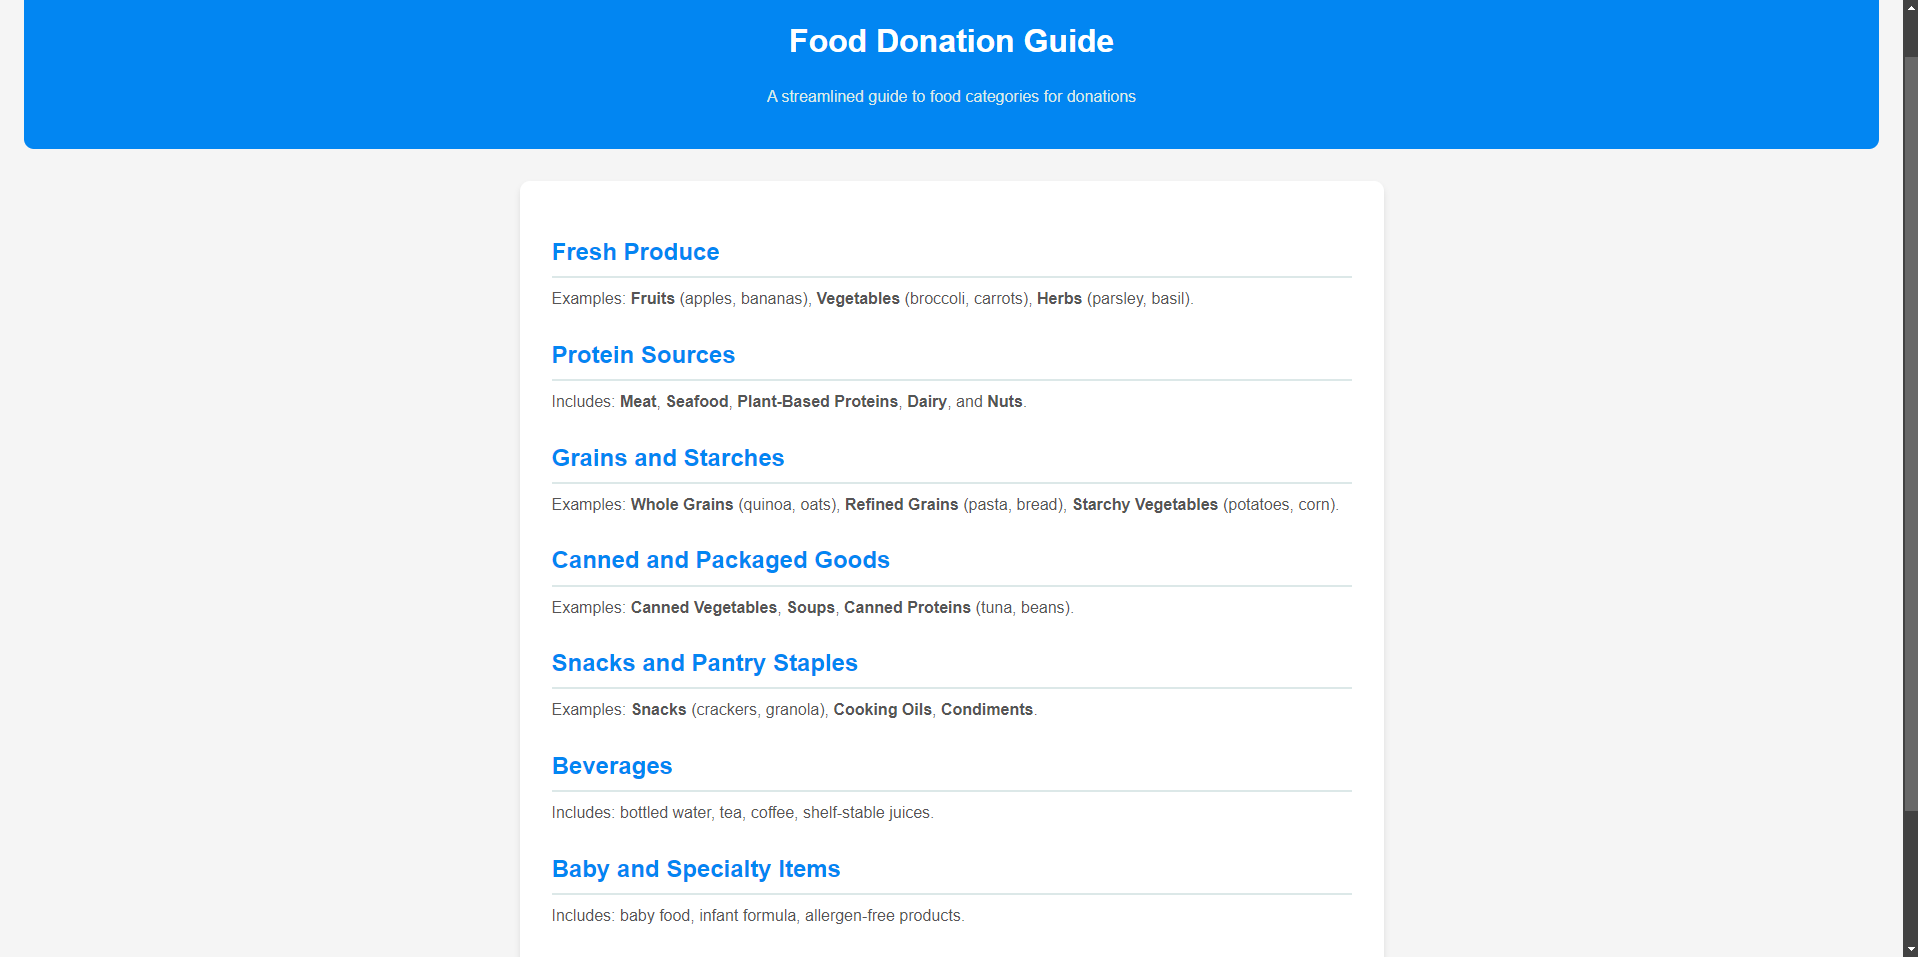 Food Donation Guide
A streamlined guide to food categories for donations
Fresh Produce
Examples: Fruits (apples, bananas), Vegetables (broccoli, carrots), Herbs (parsley, basil).
Protein Sources
Includes: Meat, Seafood, Plant-Based Proteins, Dairy, and Nuts.
Grains and Starches
Examples: Whole Grains (quinoa, oats), Refined Grains (pasta, bread), Starchy Vegetables (potatoes, corn).
Canned and Packaged Goods
Examples: Canned Vegetables, Soups, Canned Proteins (tuna, beans).
Snacks and Pantry Staples
Examples: Snacks (crackers, granola), Cooking Oils, Condiments.
Beverages
Includes: bottled water, tea, coffee, shelf-stable juices.
Baby and Specialty Items
Includes: baby food, infant formula, allergen-free products.